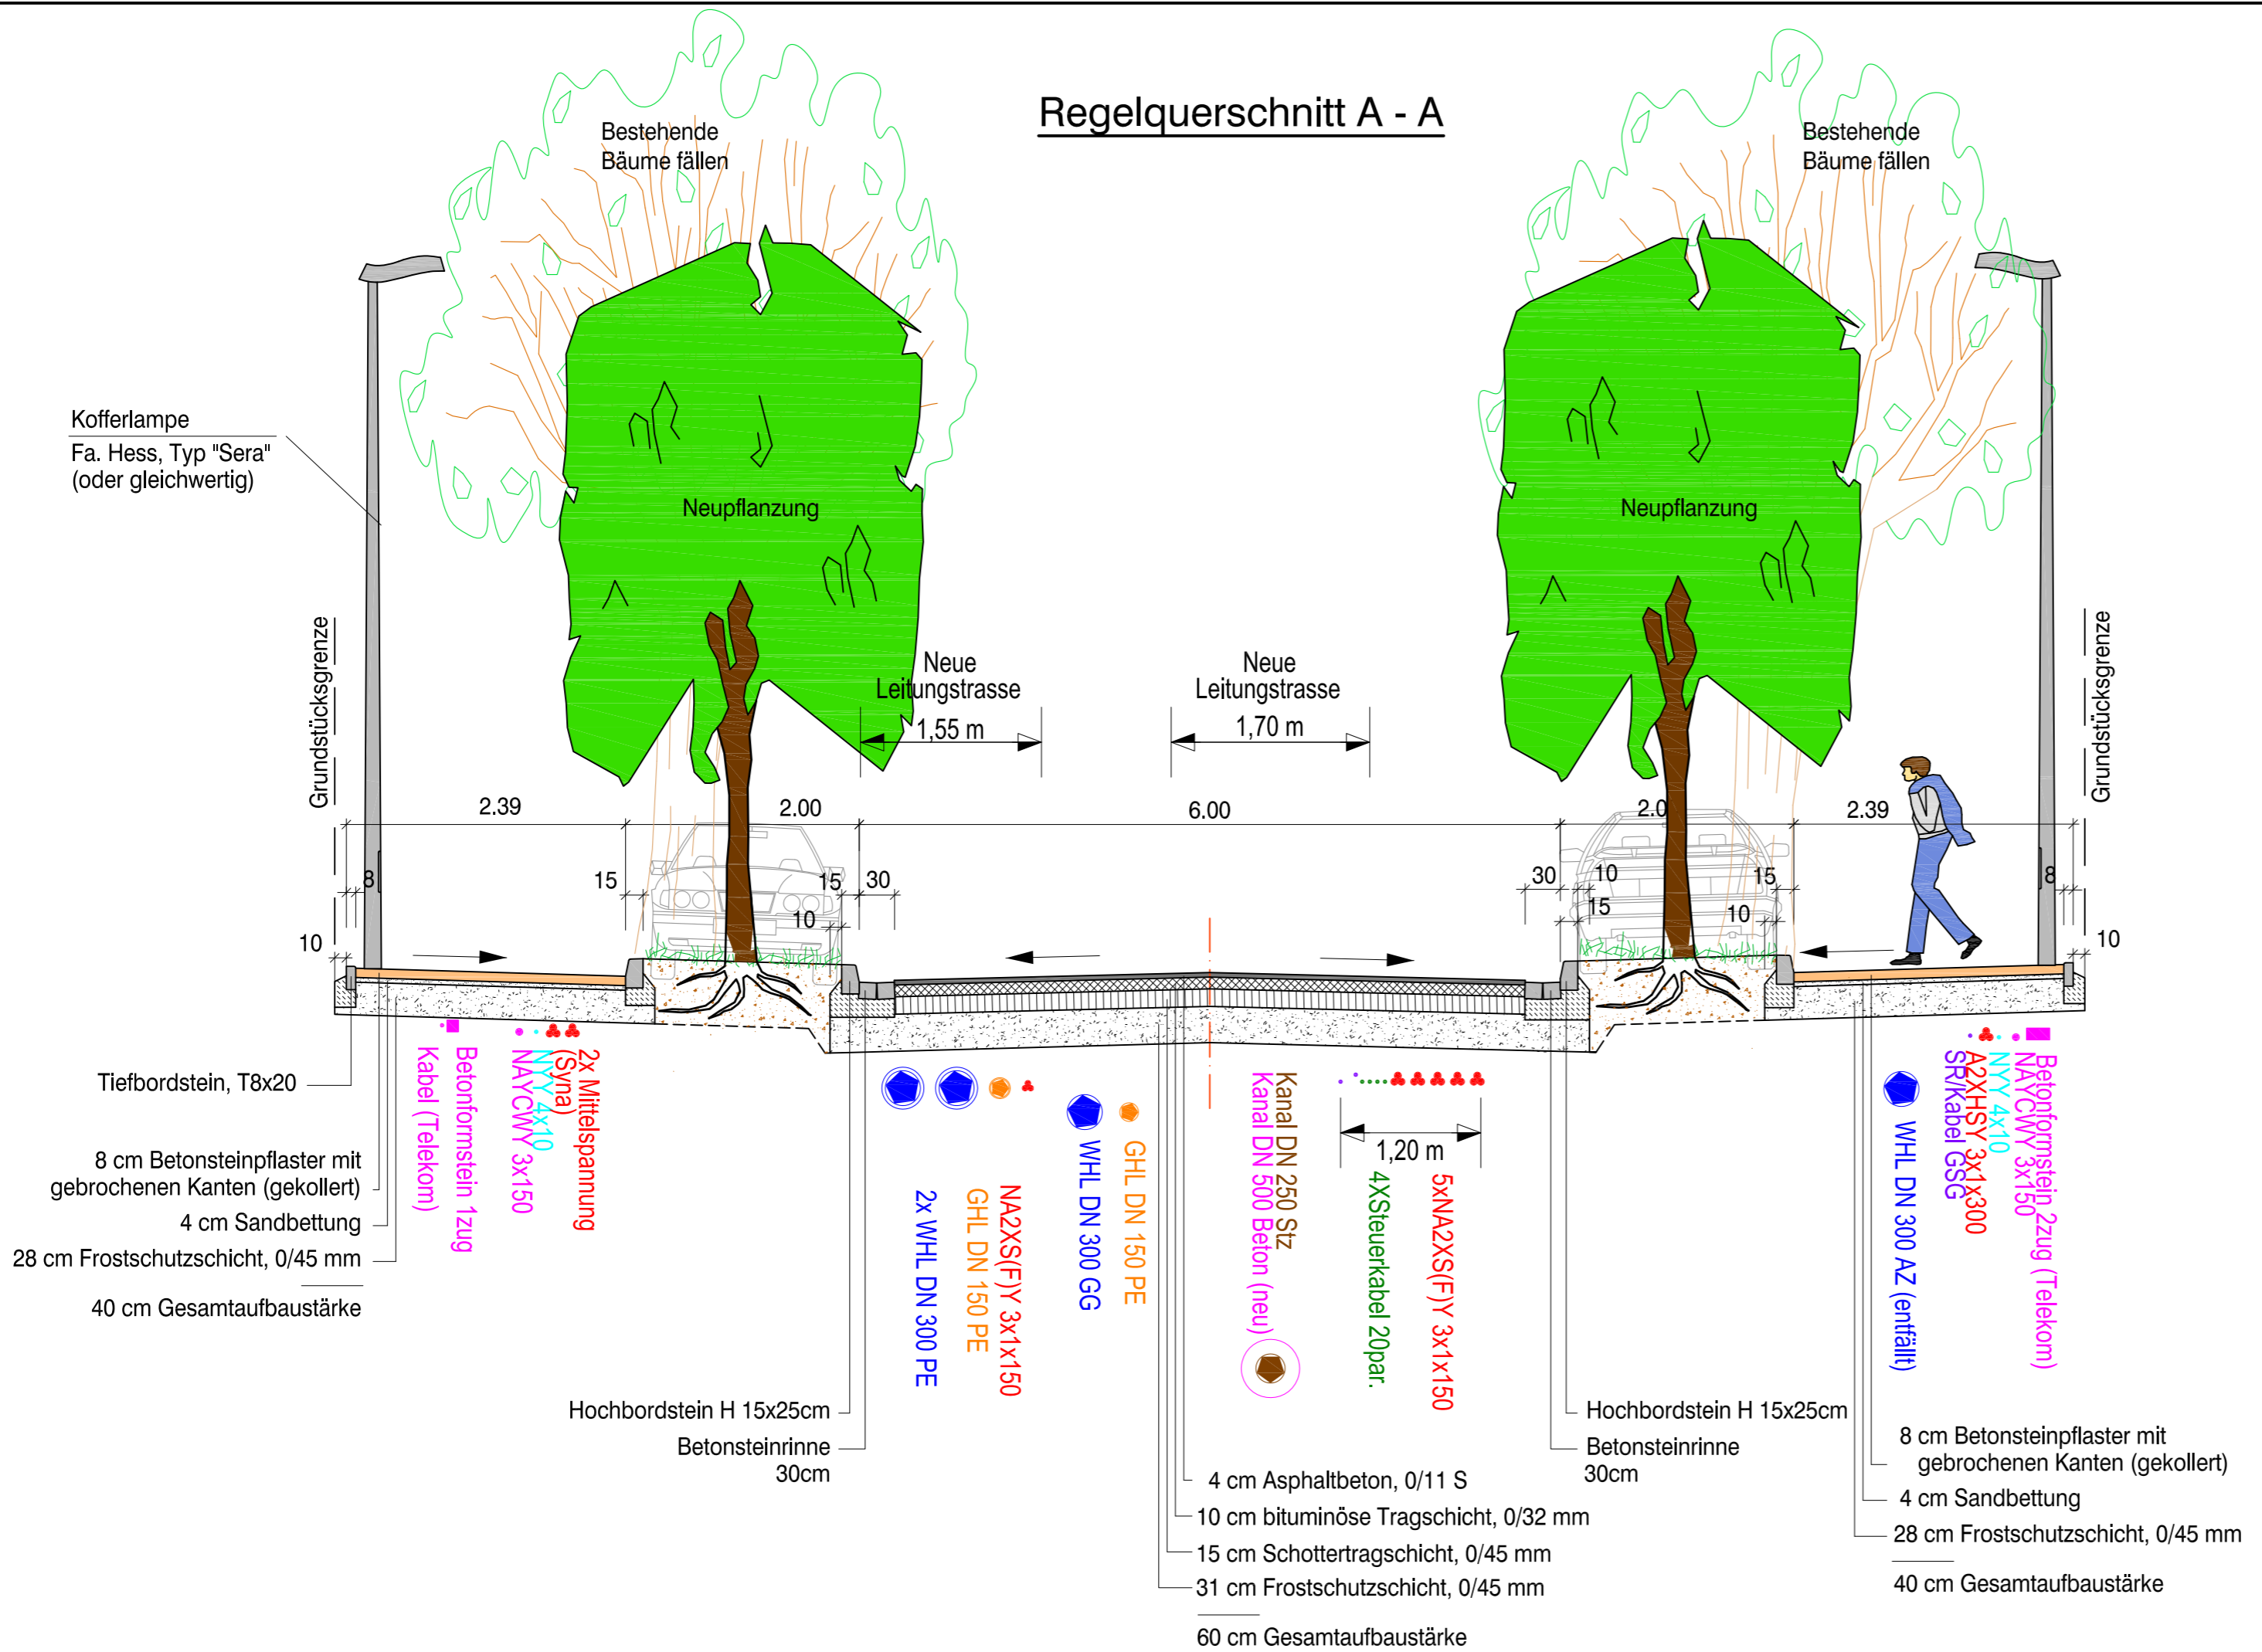 Regelquerschnitt A - A
Bestehende
Bäume fällen
Bestehende
Bäume fällen
Kofferlampe
Fa. Hess, Typ "Sera"
(oder gleichwertig)
Neupflanzung
Neupflanzung
Grundstücksgrenze
Neue
Leitungstrasse
1,55 m
Neue
Leitungstrasse
1,70 m
Grundstücksgrenze
2.39
2.00
6.00
2.0
2.39
8
15
15
30
10
30
10
15
15
10
8
10
10
Tiefbordstein, T8x20
8 cm Betonsteinpflaster mit
gebrochenen Kanten (gekollert)
4 cm Sandbettung
28 cm Frostschutzschicht, 0/45 mm
40 cm Gesamtaufbaustärke
Kabel (Telekom)
Betonformstein 1zug
NAYCWY 3x150
NYY 4x10
(Syna)
2x Mittelspannung
2x WHL DN 300 PE
GHL DN 150 PE
NA2XS(F)Y 3x1x150
WHL DN 300 GG
GHL DN 150 PE
Kanal DN 500 Beton (neu)
Kanal DN 250 Stz
1,20 m
4XSteuerkabel 20par.
5xNA2XS(F)Y 3x1x150
WHL DN 300 AZ (entfällt)
SR/Kabel GSG
A2XHSY 3x1x300
NYY 4x10
NAYCWY 3x150
Betonformstein 2zug (Telekom)
Hochbordstein H 15x25cm
Betonsteinrinne
30cm
Hochbordstein H 15x25cm
Betonsteinrinne
30cm
4 cm Asphaltbeton, 0/11 S
10 cm bituminöse Tragschicht, 0/32 mm
15 cm Schottertragschicht, 0/45 mm
31 cm Frostschutzschicht, 0/45 mm
60 cm Gesamtaufbaustärke
8 cm Betonsteinpflaster mit
gebrochenen Kanten (gekollert)
4 cm Sandbettung
28 cm Frostschutzschicht, 0/45 mm
40 cm Gesamtaufbaustärke